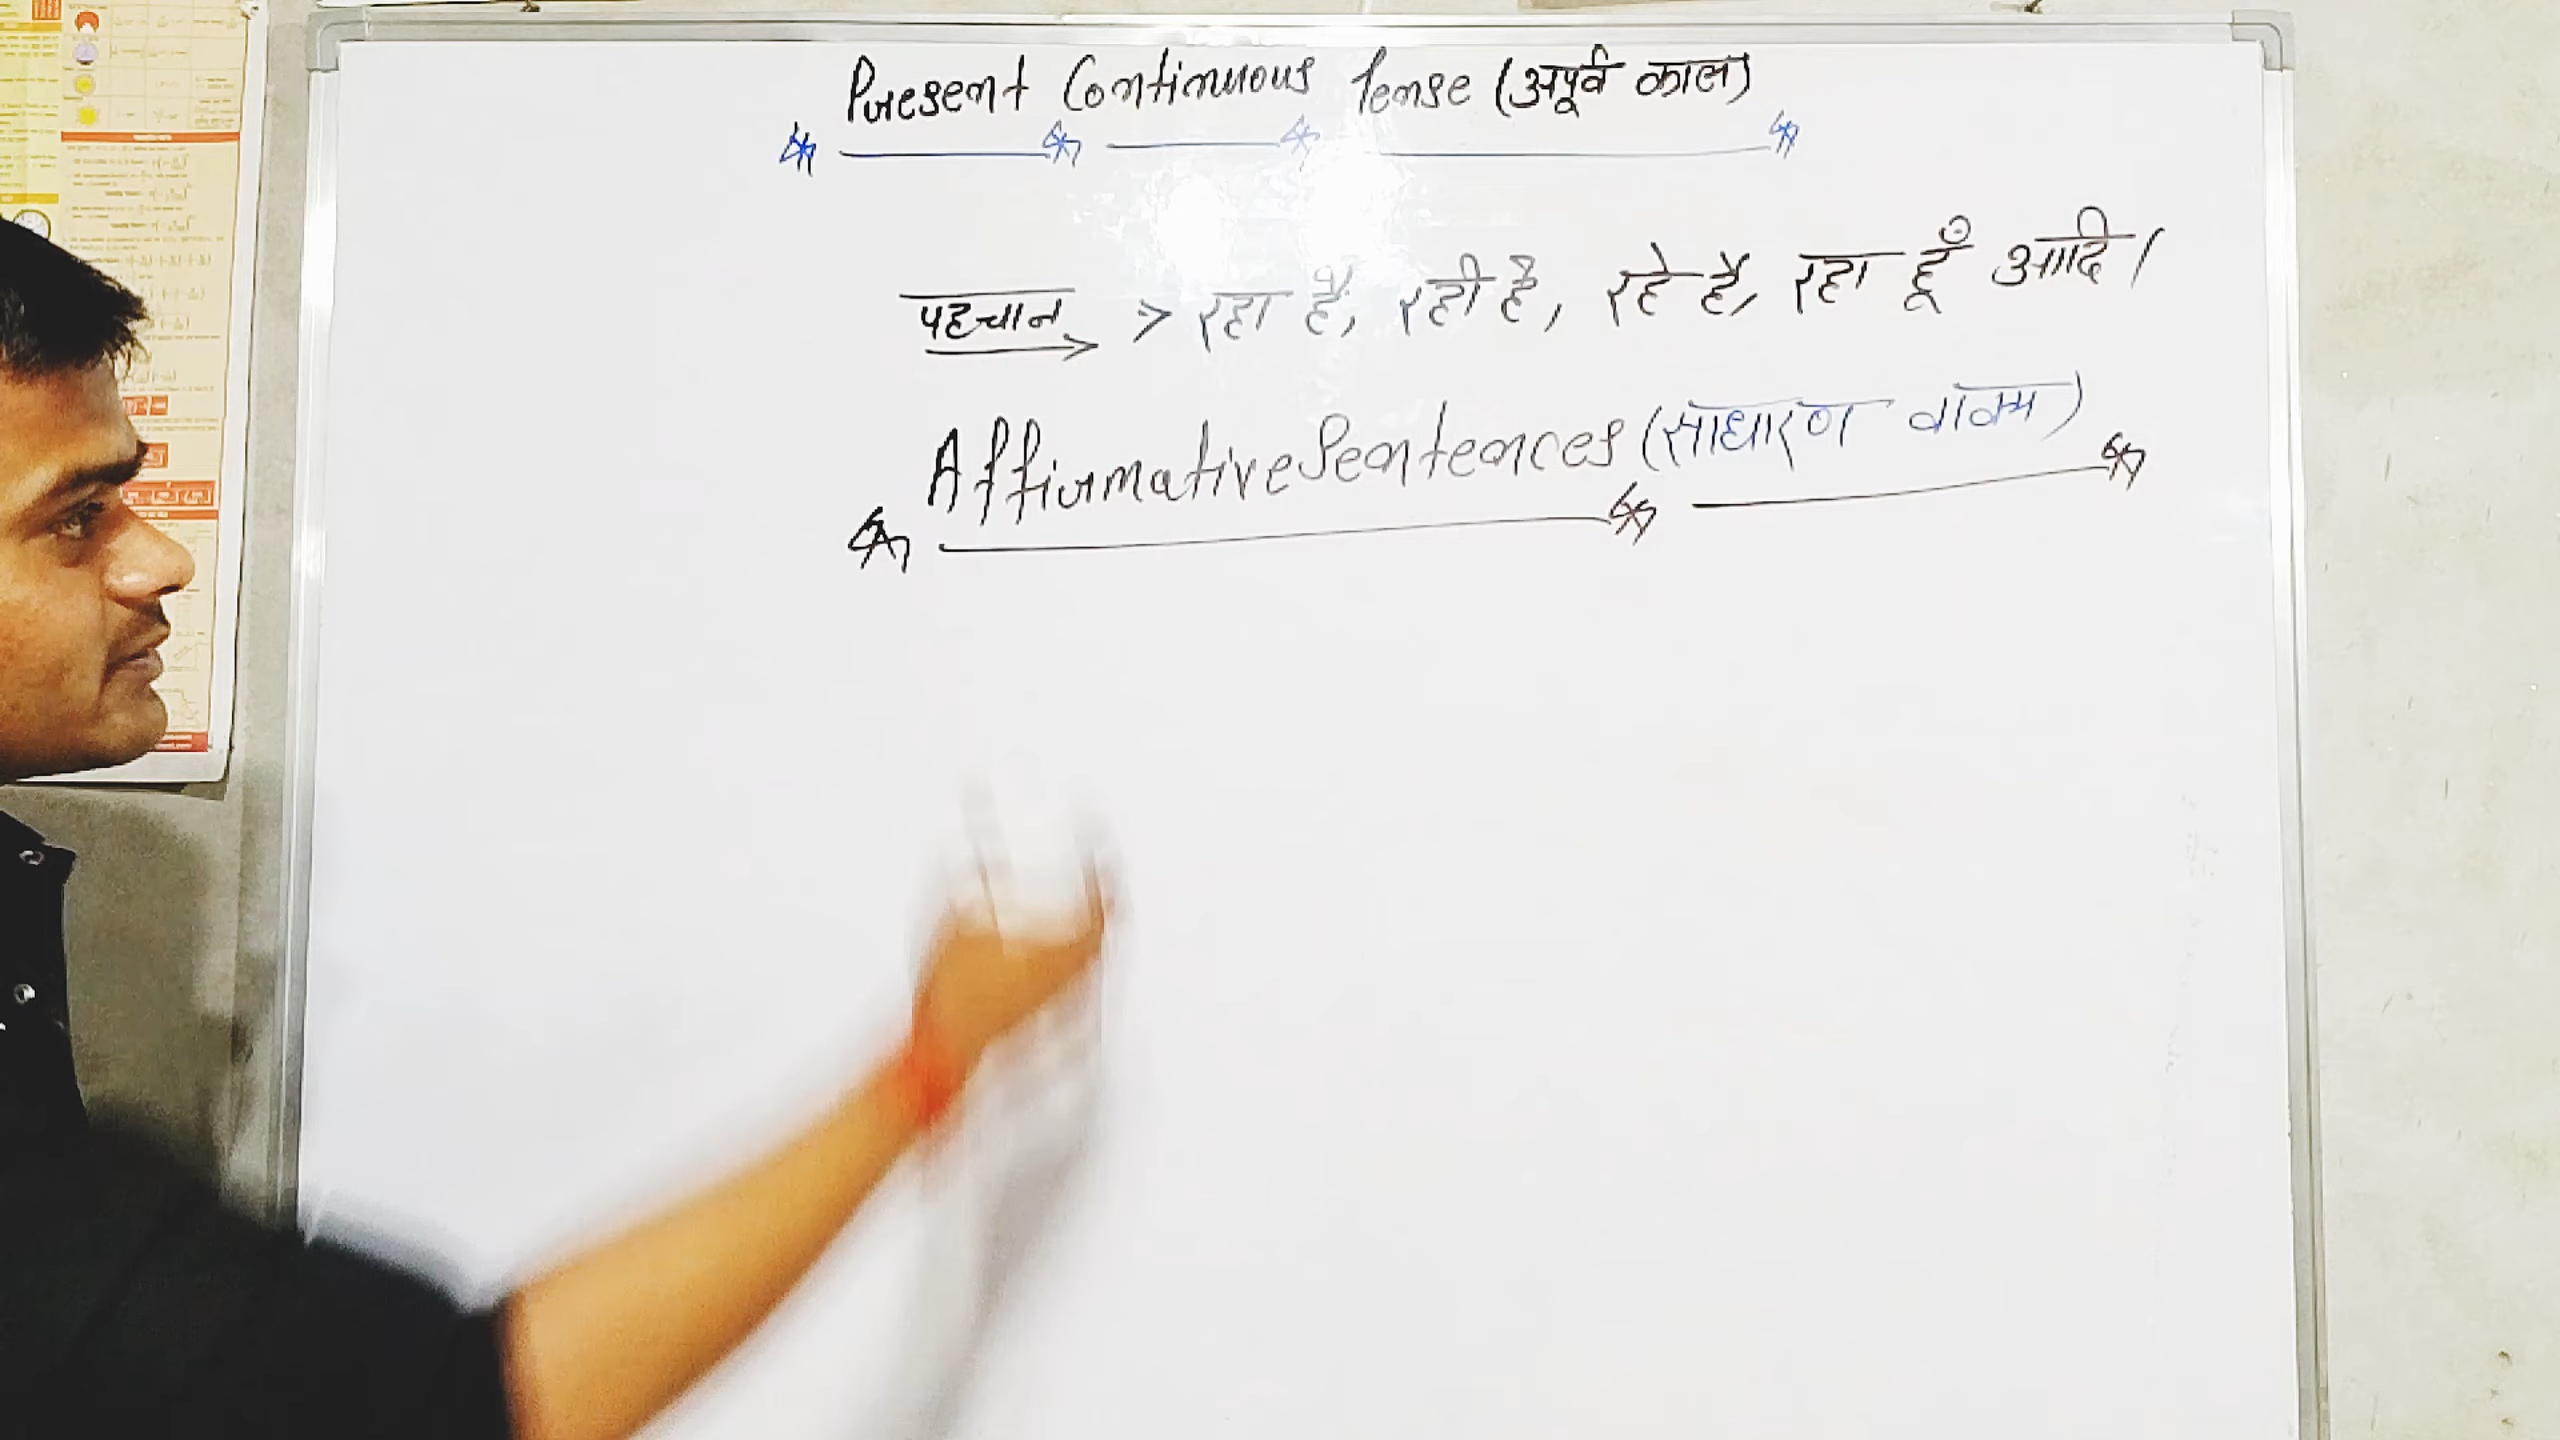 Present Continuous Tense (अपूर्व काल)
पहचान > रहा है, रही है, रहे है, रहा हूँ आदि।
Affirmative Sentences (साधारण वाक्य)